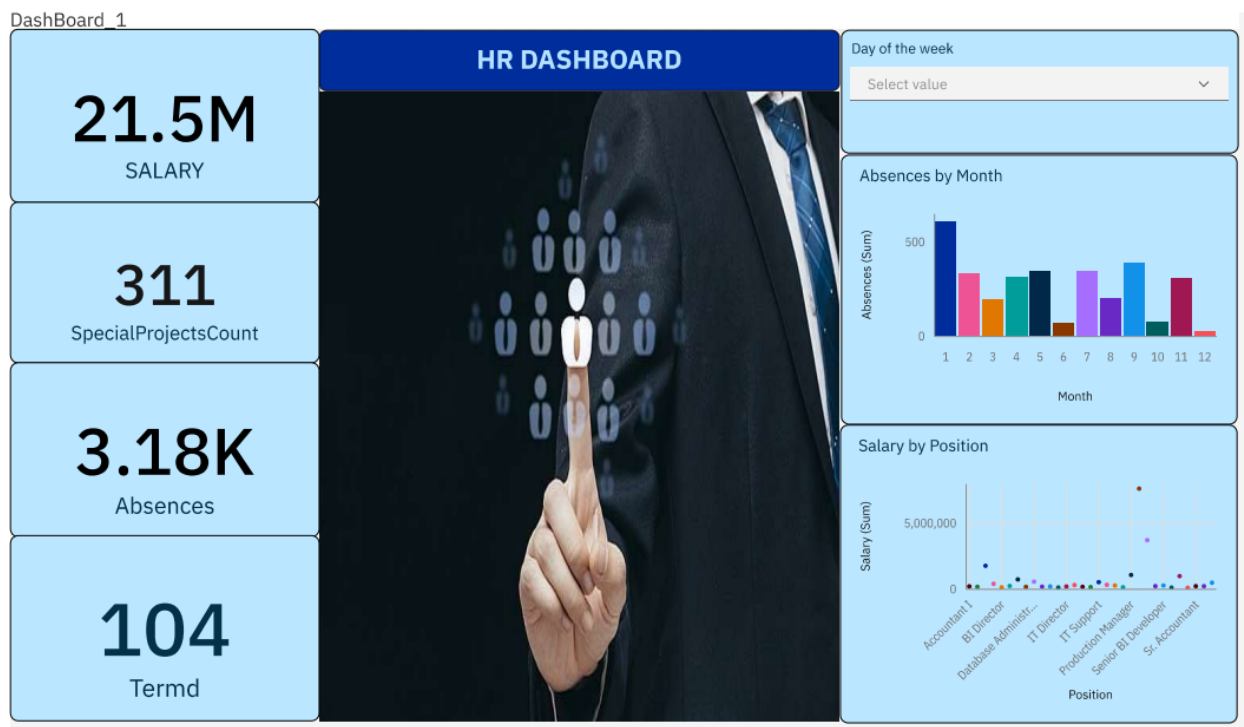 DashBoard_1
21.5M
SALARY
311
SpecialProjectsCount
3.18K
Absences
104
Termd
HR DASHBOARD
Day of the week
Select value
Absences by Month
Absences (Sum)
500
0
1 2 3 4 5 6 7 8 9 10 11 12
Month
Salary by Position
Salary (Sum)
5,000,000
0
Accountant I
BI Director
Database Administr...
IT Director
IT Support
Production Manager
Senior BI Developer
Sr. Accountant
Position